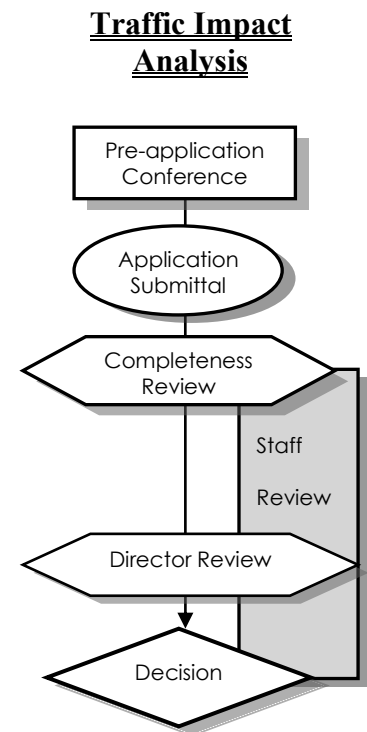 Traffic Impact
Analysis
Pre-application
Conference
Application
Submittal
Completeness
Review
Staff
Review
Director Review
Decision